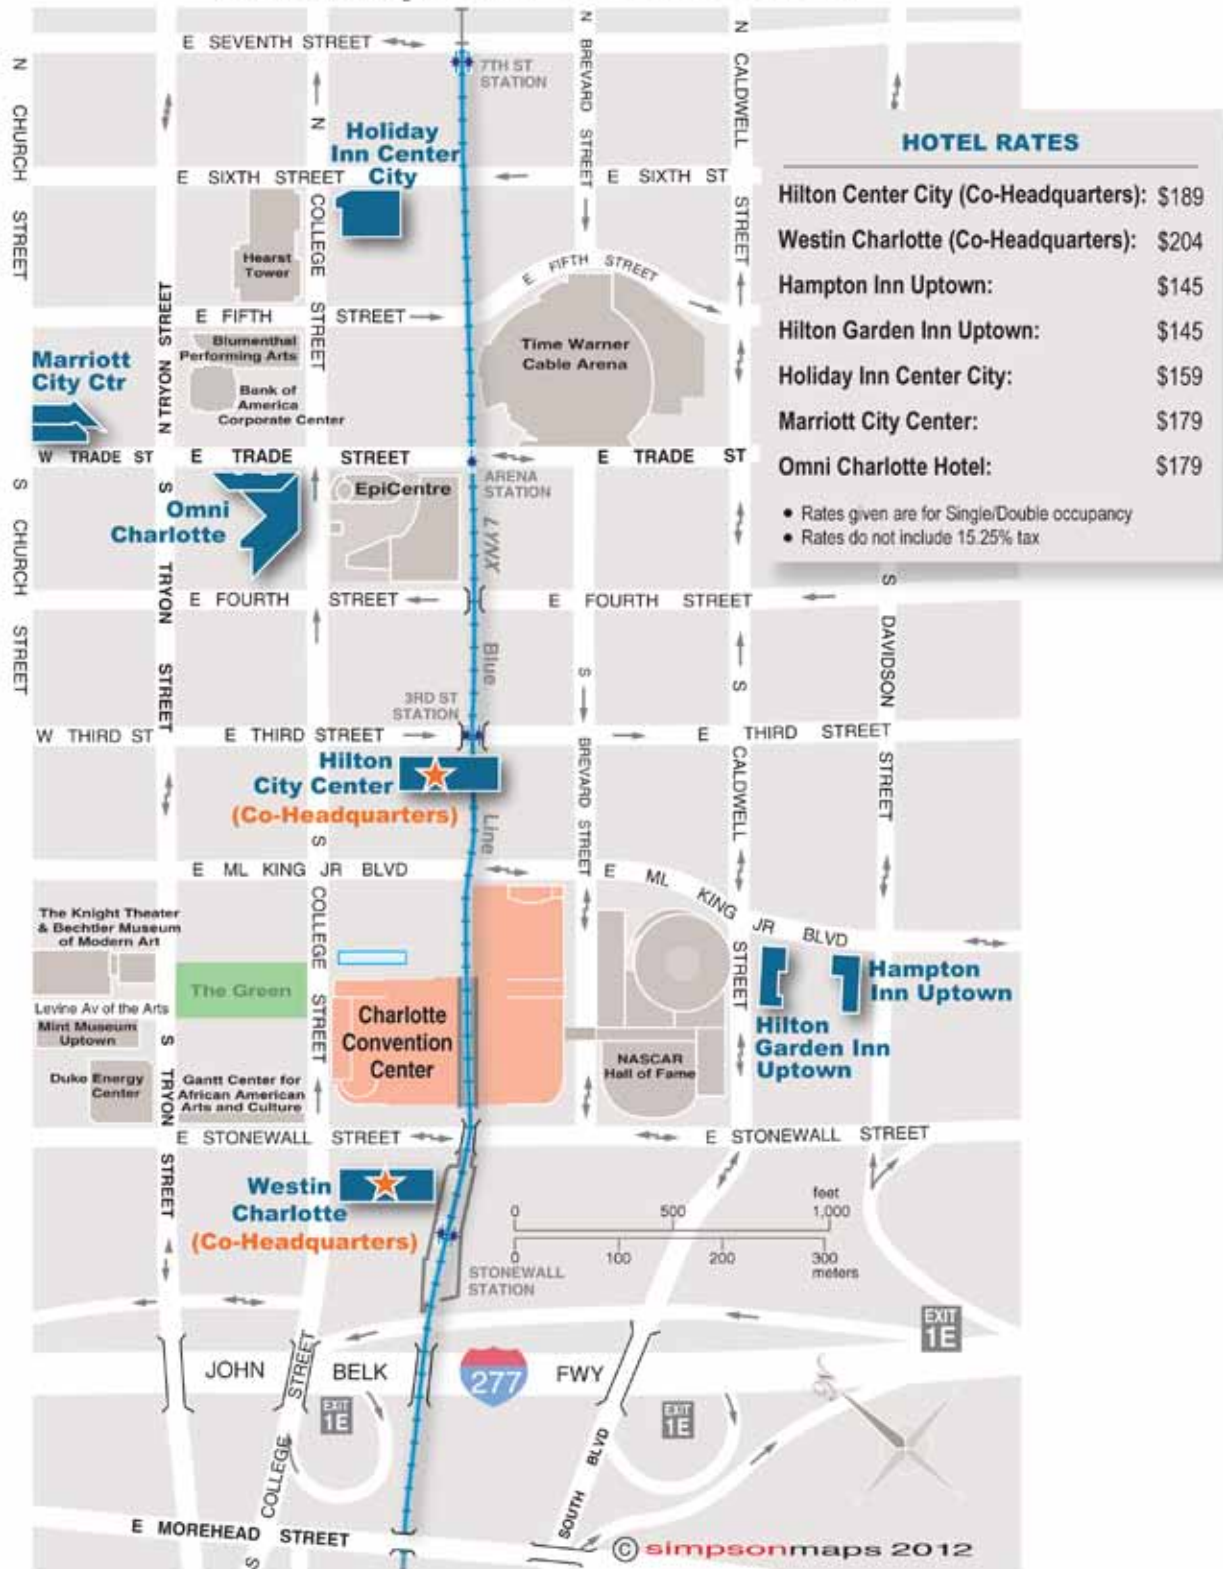 E SEVENTH STREET
7TH ST
STATION
N BREVARD STREET
N CALDWELL STREET
N CHURCH STREET
N COLLEGE STREET
N TRYON STREET
Holiday
Inn Center
City
E SIXTH STREET
E SIXTH ST
Hearst
Tower
E FIFTH STREET
E FIFTH STREET
Blumenthal
Performing Arts
Bank of
America
Corporate Center
Time Warner
Cable Arena
Marriott
City Ctr
W TRADE ST
E TRADE STREET
E TRADE ST
ARENA
STATION
EpiCentre
Omni
Charlotte
HOTEL RATES
Hilton Center City (Co-Headquarters): $189
Westin Charlotte (Co-Headquarters): $204
Hampton Inn Uptown: $145
Hilton Garden Inn Uptown: $145
Holiday Inn Center City: $159
Marriott City Center: $179
Omni Charlotte Hotel: $179
• Rates given are for Single/Double occupancy
• Rates do not include 15.25% tax
S CHURCH STREET
S TRYON STREET
LYNX Blue Line
E FOURTH STREET
E FOURTH STREET
S BREVARD STREET
S CALDWELL STREET
S DAVIDSON STREET
3RD ST
STATION
W THIRD ST
E THIRD STREET
E THIRD STREET
Hilton
City Center
(Co-Headquarters)
S COLLEGE STREET
E ML KING JR BLVD
E ML KING JR BLVD
The Knight Theater
& Bechtler Museum
of Modern Art
The Green
Levine Av of the Arts
Mint Museum
Uptown
Duke Energy
Center
S TRYON STREET
Gantt Center for
African American
Arts and Culture
Charlotte
Convention
Center
NASCAR
Hall of Fame
Hilton
Garden Inn
Uptown
Hampton
Inn Uptown
E STONEWALL STREET
E STONEWALL STREET
Westin
Charlotte
(Co-Headquarters)
STONEWALL
STATION
feet
0 500 1,000
0 100 200 300
meters
EXIT
1E
JOHN BELK FWY
277
EXIT
1E
EXIT
1E
N
S COLLEGE STREET
SOUTH BLVD
E MOREHEAD STREET
© simpsonmaps 2012